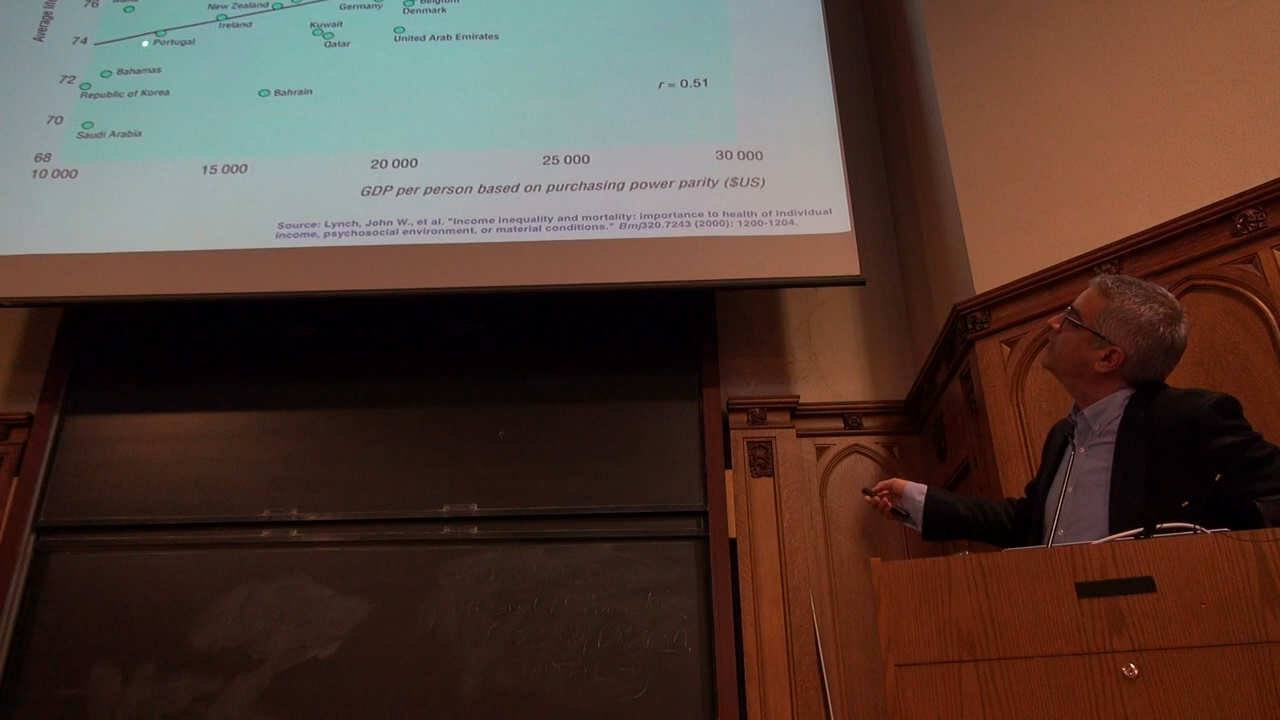 76
Average li
New Zealand
Germany
Belgium
Denmark
Ireland
Kuwait
74
Portugal
Qatar
United Arab Emirates
72
Bahamas
Republic of Korea
Bahrain
r = 0.51
70
Saudi Arabia
68
10 000
15 000
20 000
25 000
30 000
GDP per person based on purchasing power parity ($US)
Source: Lynch, John W., et al. "Income inequality and mortality: importance to health of individual
income, psychosocial environment, or material conditions." Bmj320.7243 (2000): 1200-1204.